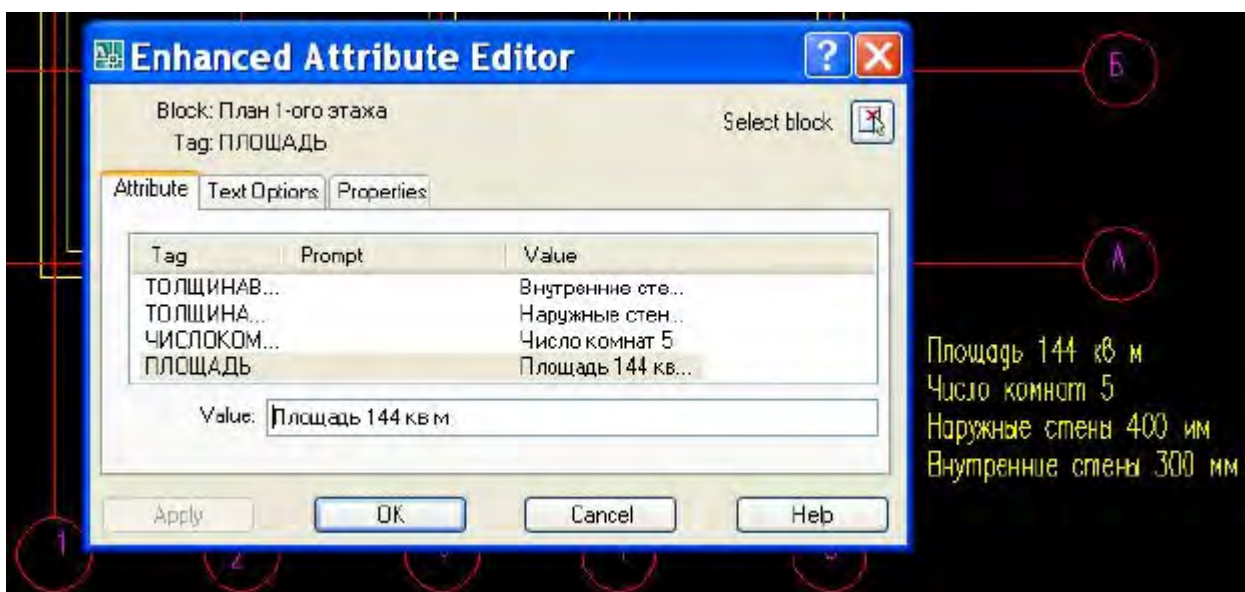 Enhanced Attribute Editor
Б
Block: План 1-ого этажа
Tag: ПЛОЩАДЬ
Select block
Attribute Text Options Properties
Tag Prompt Value
ТОЛЩИНАВ... Внутренние сте...
ТОЛЩИНА... Наружные стен...
ЧИСЛОКОМ... Число комнат 5
ПЛОЩАДЬ Площадь 144 кв...
Value: Площадь 144 кв м
Apply OK Cancel Help
А
Площадь 144 кв м
Число комнат 5
Наружные стены 400 мм
Внутренние стены 300 мм
1 2